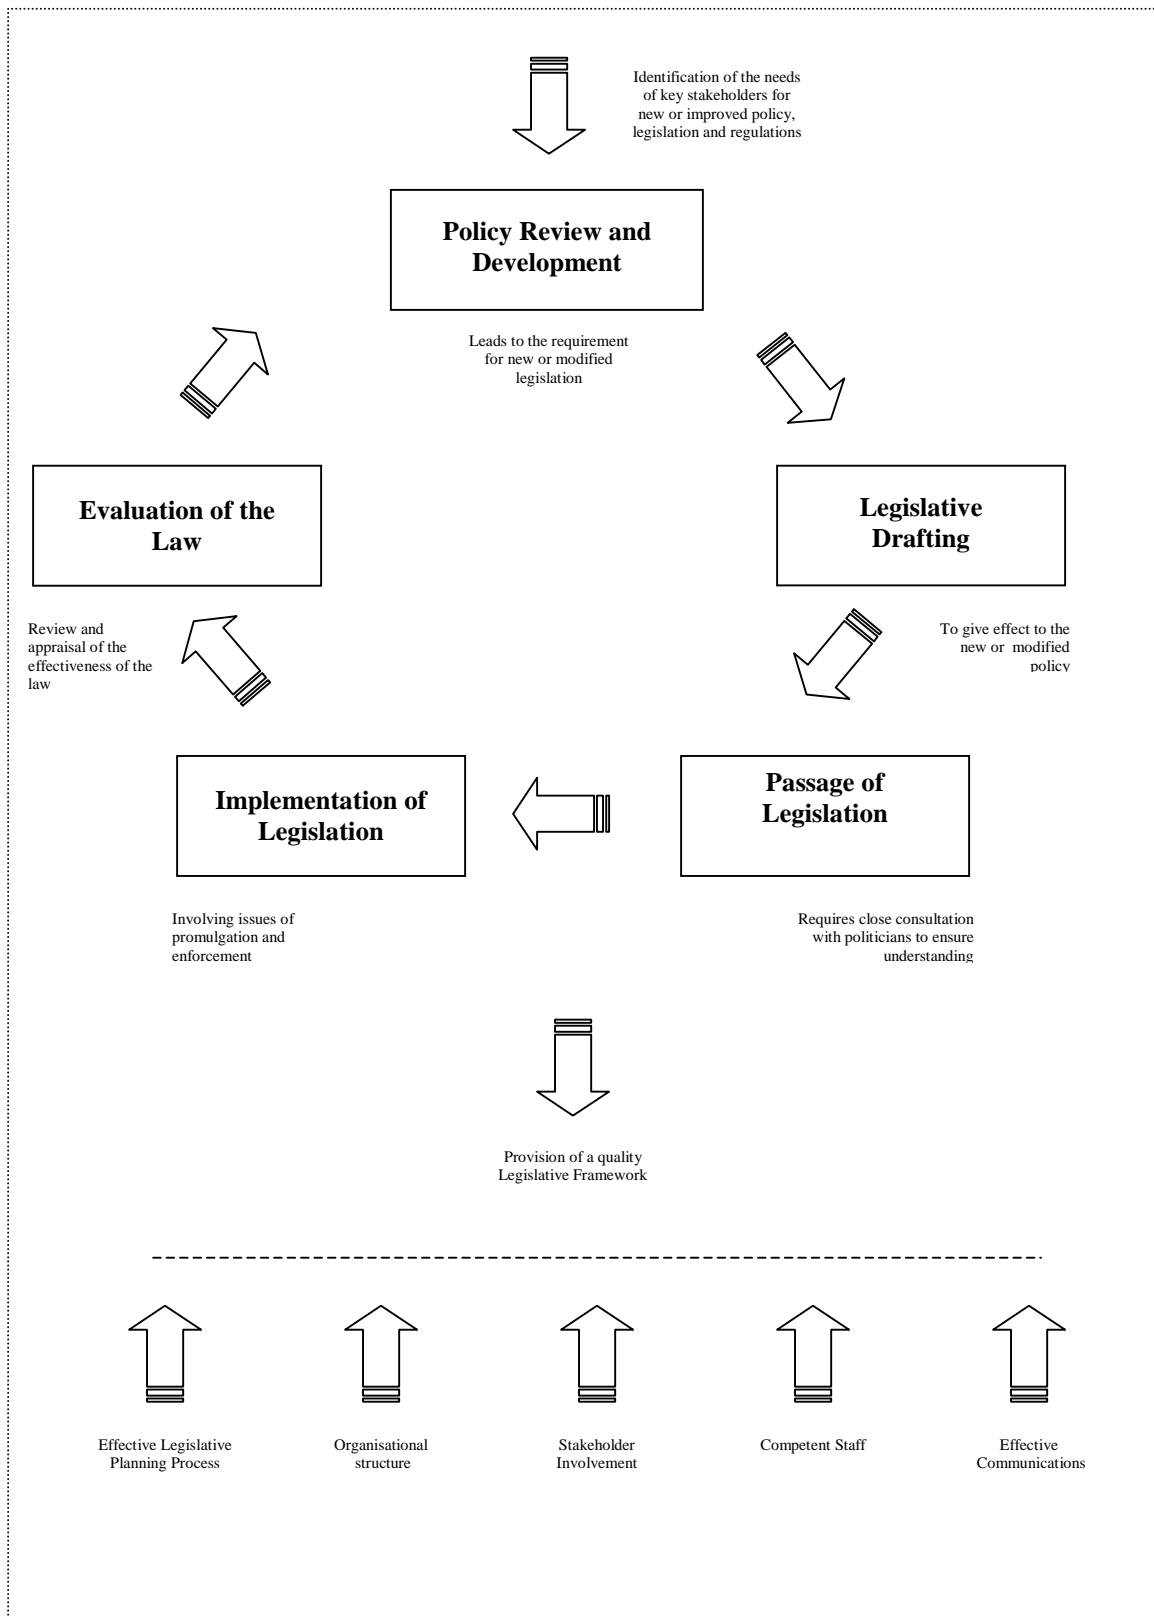 Identification of the needs
of key stakeholders for
new or improved policy,
legislation and regulations
Policy Review and
Development
Leads to the requirement
for new or modified
legislation
Evaluation of the
Law
Legislative
Drafting
Review and
appraisal of the
effectiveness of the
law
To give effect to the
new or modified
policy
Implementation of
Legislation
Passage of
Legislation
Involving issues of
promulgation and
enforcement
Requires close consultation
with politicians to ensure
understanding
Provision of a quality
Legislative Framework
Effective Legislative
Planning Process
Organisational
structure
Stakeholder
Involvement
Competent Staff
Effective
Communications